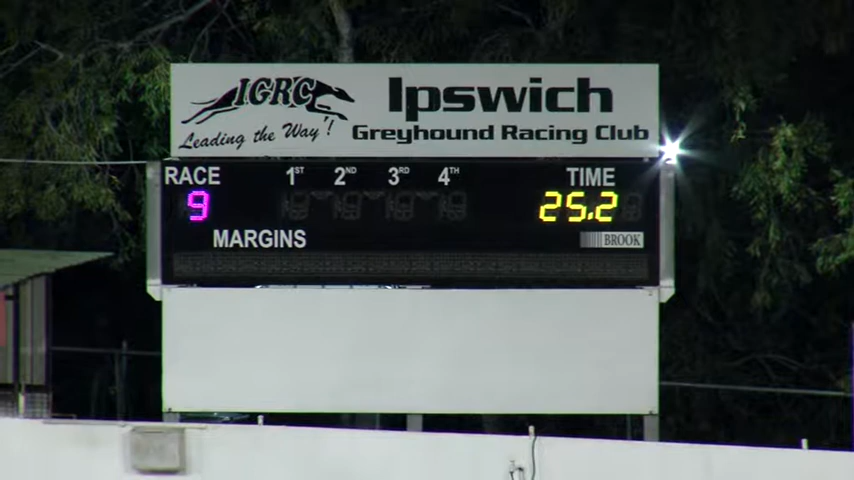 IGRC
Leading the Way'!
Ipswich
Greyhound Racing Club
RACE 1ST 2ND 3RD 4TH TIME
9 25.2
MARGINS BROOK